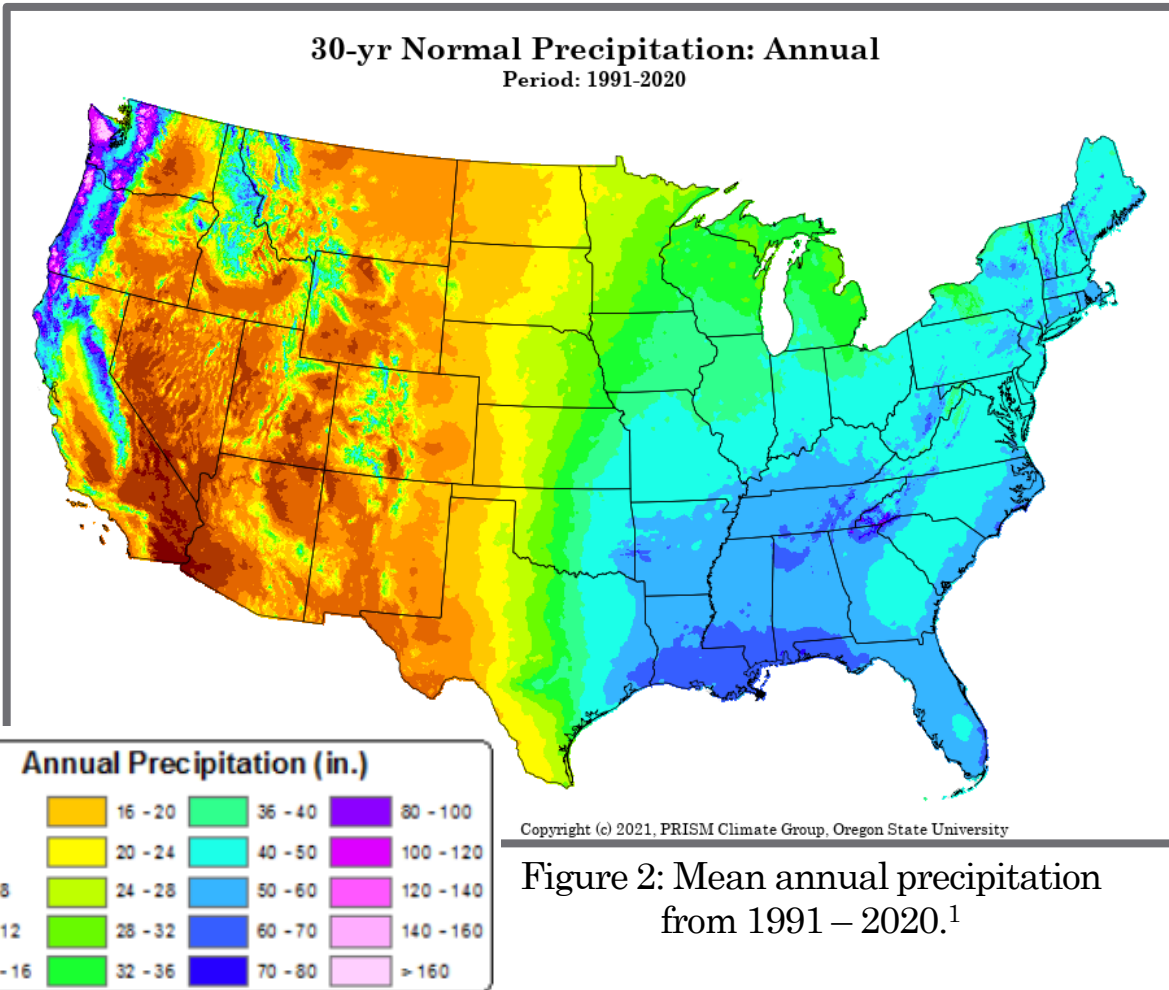 30-yr Normal Precipitation: Annual
Period: 1991-2020
Annual Precipitation (in.)
16 - 20 36 - 40 80 - 100
20 - 24 40 - 50 100 - 120
8 24 - 28 50 - 60 120 - 140
12 28 - 32 60 - 70 140 - 160
- 16 32 - 36 70 - 80 > 160
Copyright (c) 2021, PRISM Climate Group, Oregon State University
Figure 2: Mean annual precipitation
from 1991 – 2020.¹